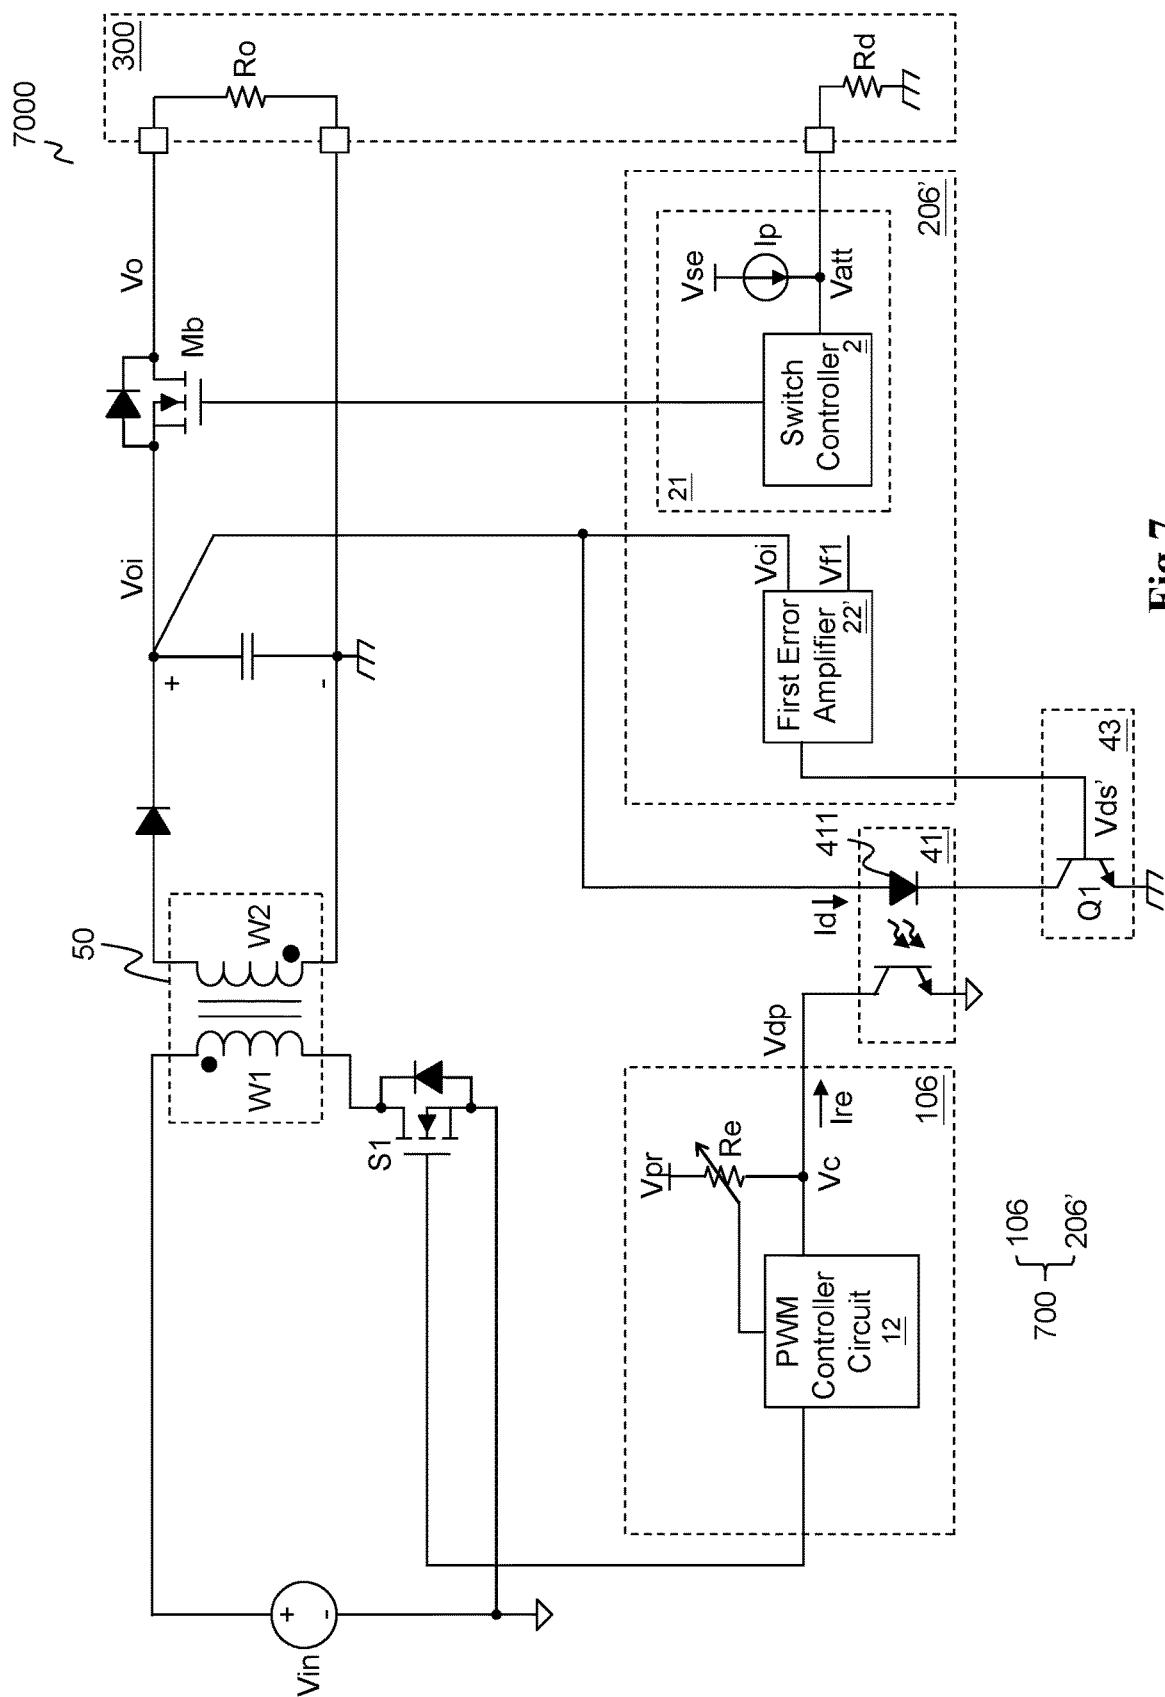 7000
300
Ro
Rd
Vo
Mb
Voi
+
-
50
W1
W2
S1
Vin
+
-
206'
21
Vse
Ip
Vatt
Switch
Controller
2
Voi
Vf1
First Error
Amplifier
22'
43
Vds'
Q1
411
41
Id
Vdp
106
Ire
Vpr
Re
Vc
PWM
Controller
Circuit
12
700
106
206'
Fig. 7